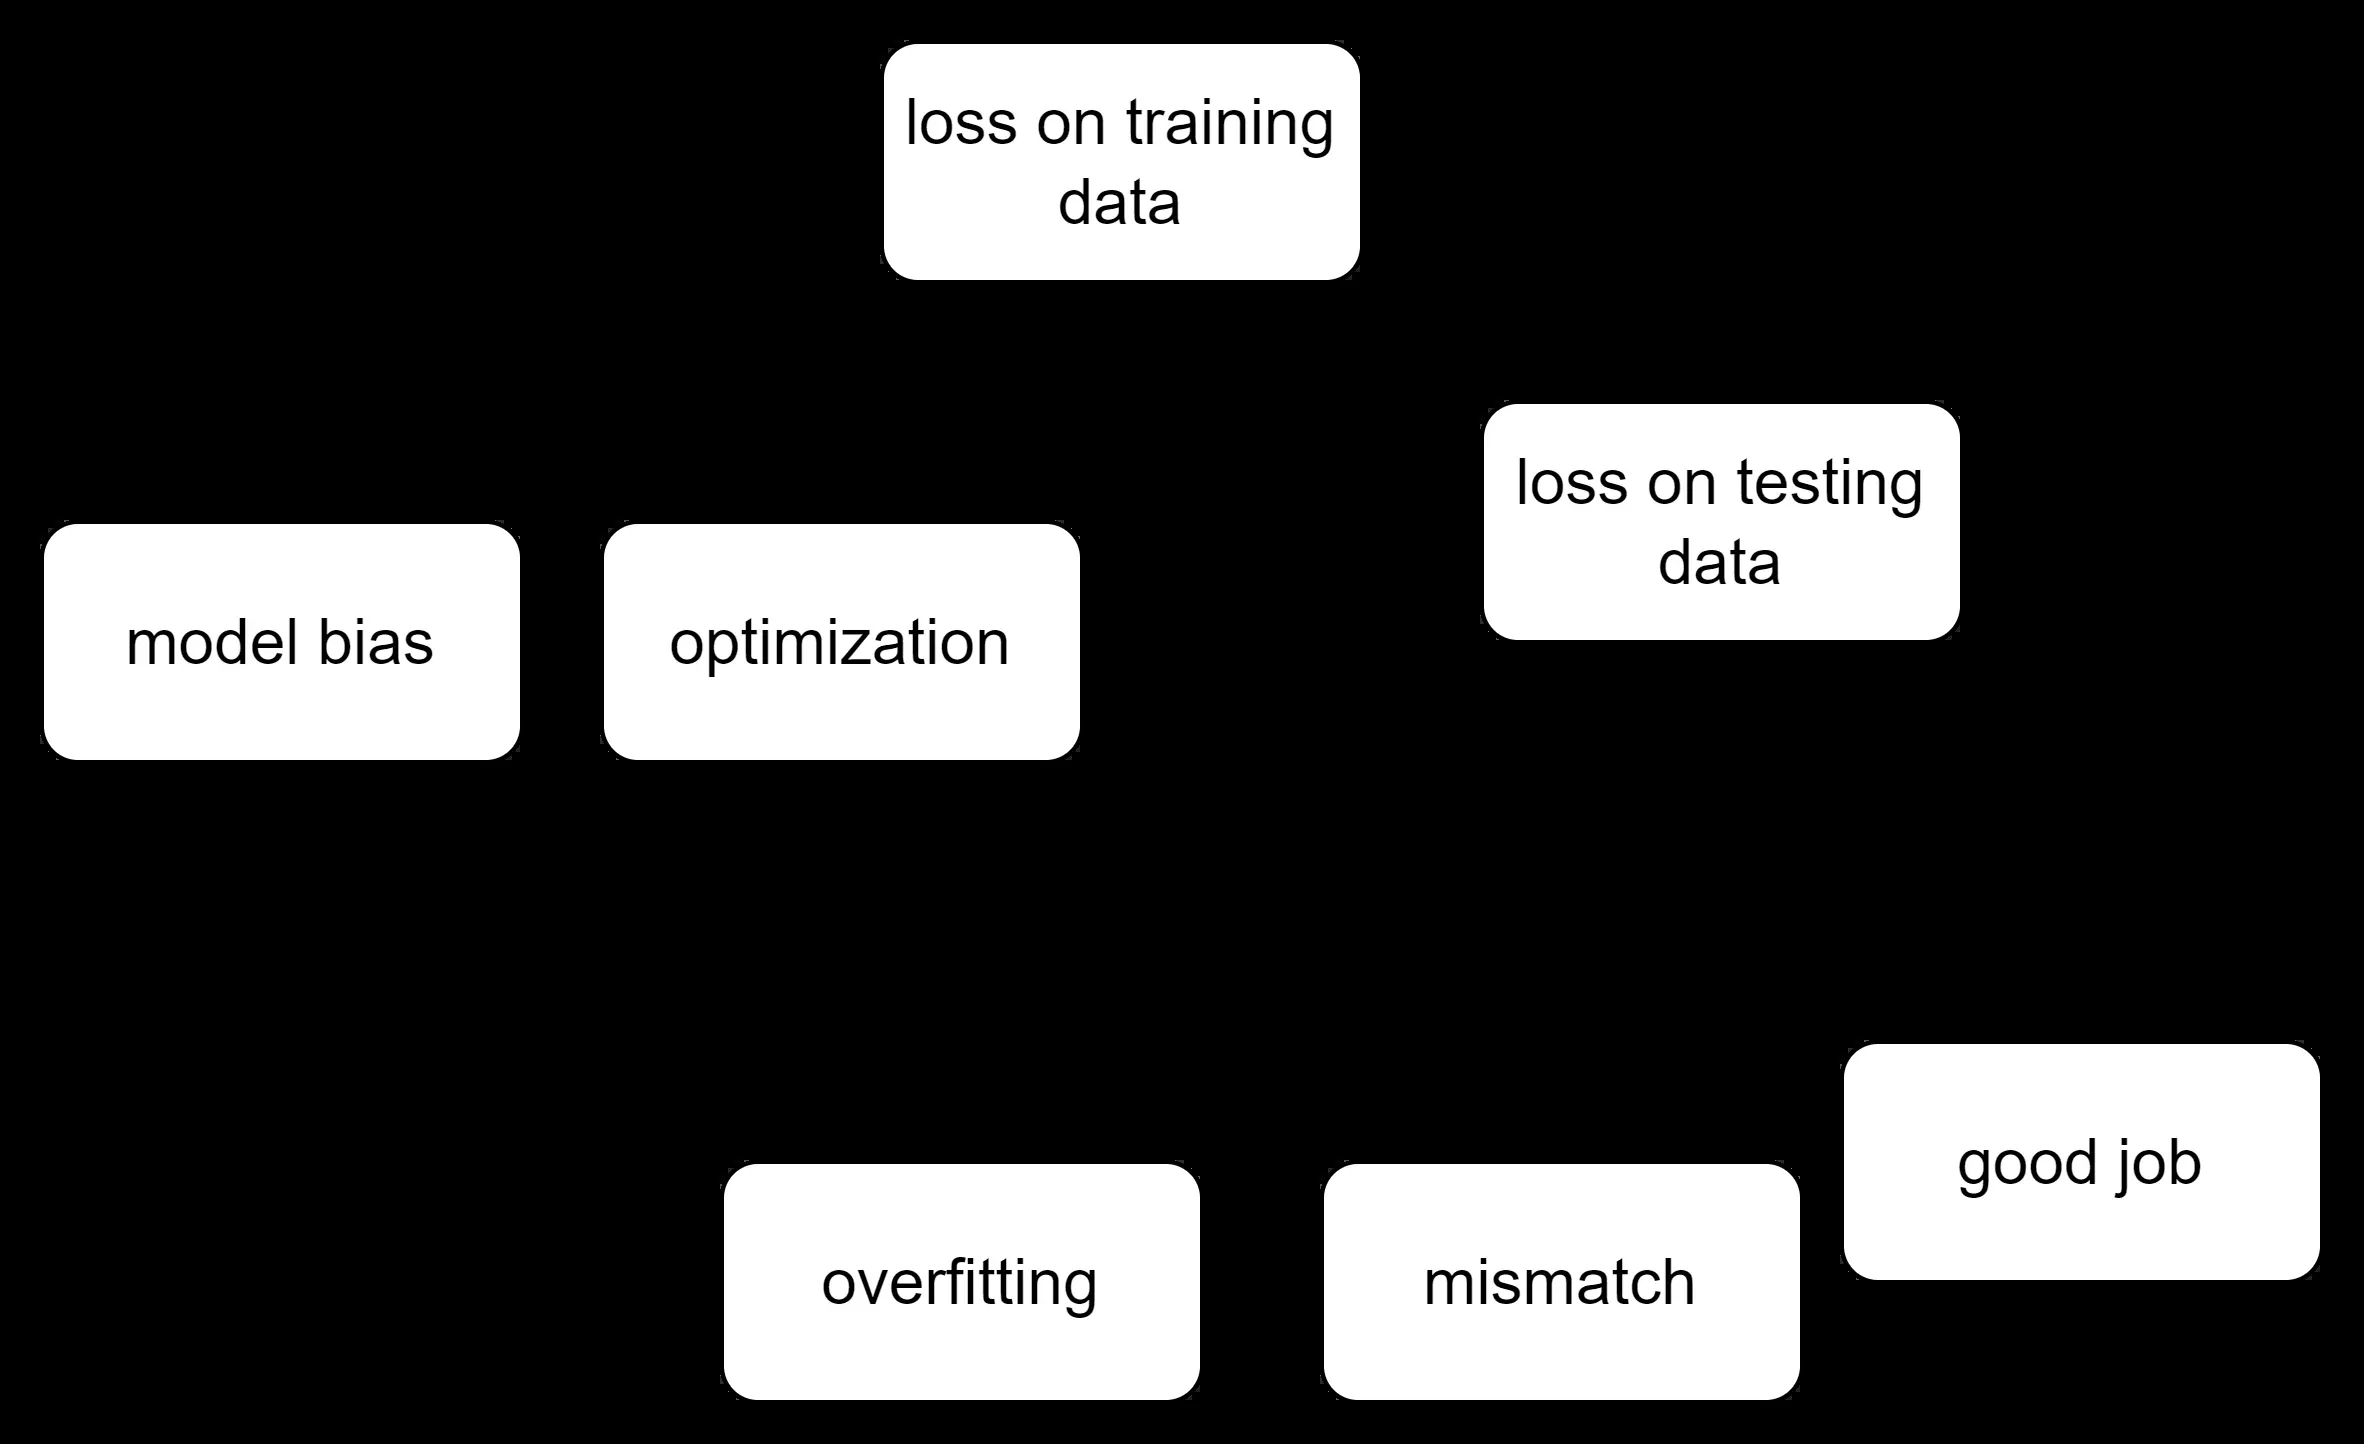 loss on training
data
loss on testing
data
model bias
optimization
good job
overfitting
mismatch